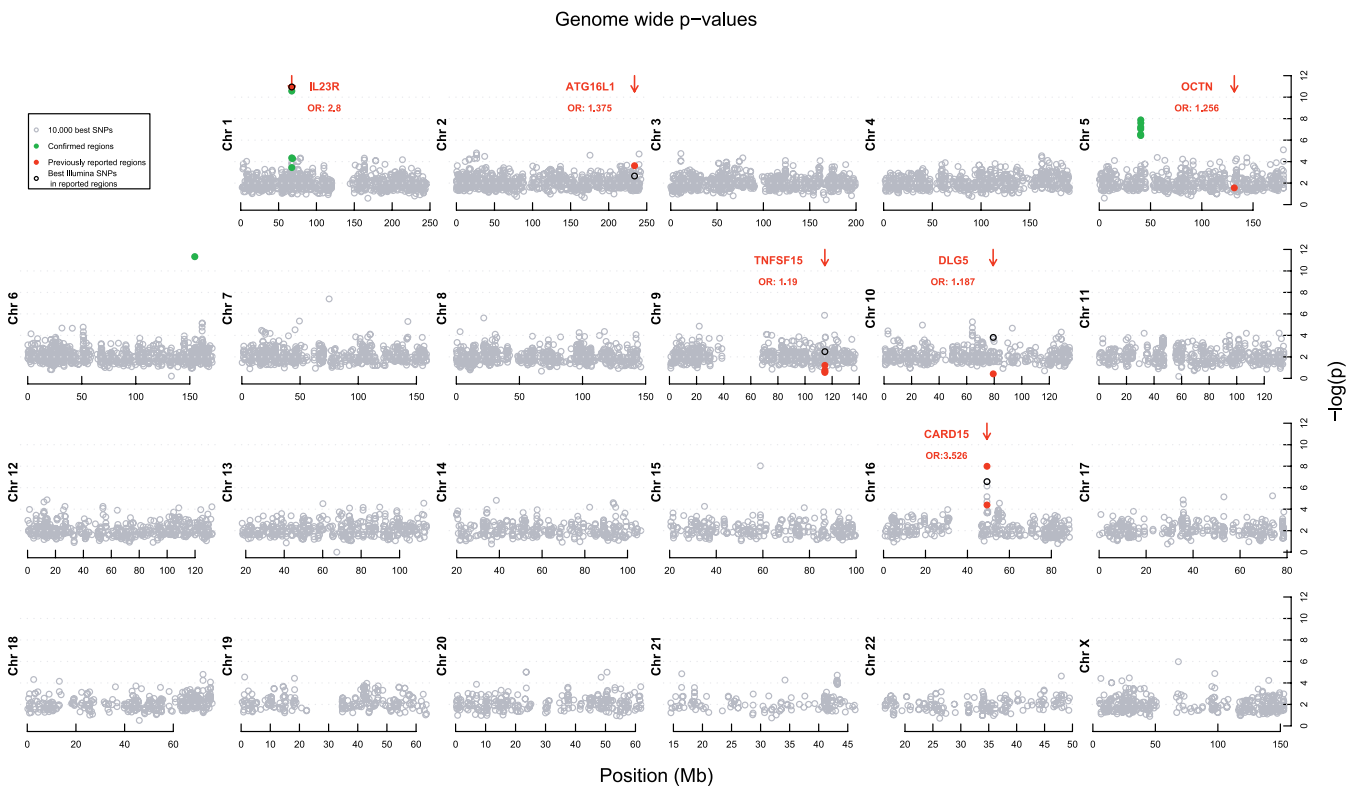 Genome wide p−values
10.000 best SNPs
Confirmed regions
Previously reported regions
Best Illumina SNPs
in reported regions
Chr 1
IL23R
OR: 2.8
0 50 100 150 200 250
Chr 2
ATG16L1
OR: 1.375
0 50 100 150 200 250
Chr 3
0 50 100 150 200
Chr 4
0 50 100 150
Chr 5
OCTN
OR: 1.256
0 50 100 150
0 2 4 6 8 10 12
Chr 6
0 50 100 150
Chr 7
0 50 100 150
Chr 8
0 50 100 150
Chr 9
TNFSF15
OR: 1.19
0 20 40 60 80 100 120 140
Chr 10
DLG5
OR: 1.187
0 20 40 60 80 100 120
Chr 11
0 20 40 60 80 100 120
0 2 4 6 8 10 12
−log(p)
Chr 12
0 20 40 60 80 100 120
Chr 13
20 40 60 80 100
Chr 14
20 40 60 80 100
Chr 15
20 40 60 80 100
Chr 16
CARD15
OR:3.526
0 20 40 60 80
Chr 17
0 20 40 60 80
0 2 4 6 8 10 12
Chr 18
0 20 40 60
Chr 19
0 10 20 30 40 50 60
Chr 20
0 10 20 30 40 50 60
Chr 21
15 20 25 30 35 40 45
Chr 22
20 25 30 35 40 45 50
Chr X
0 50 100 150
0 2 4 6 8 10 12
Position (Mb)